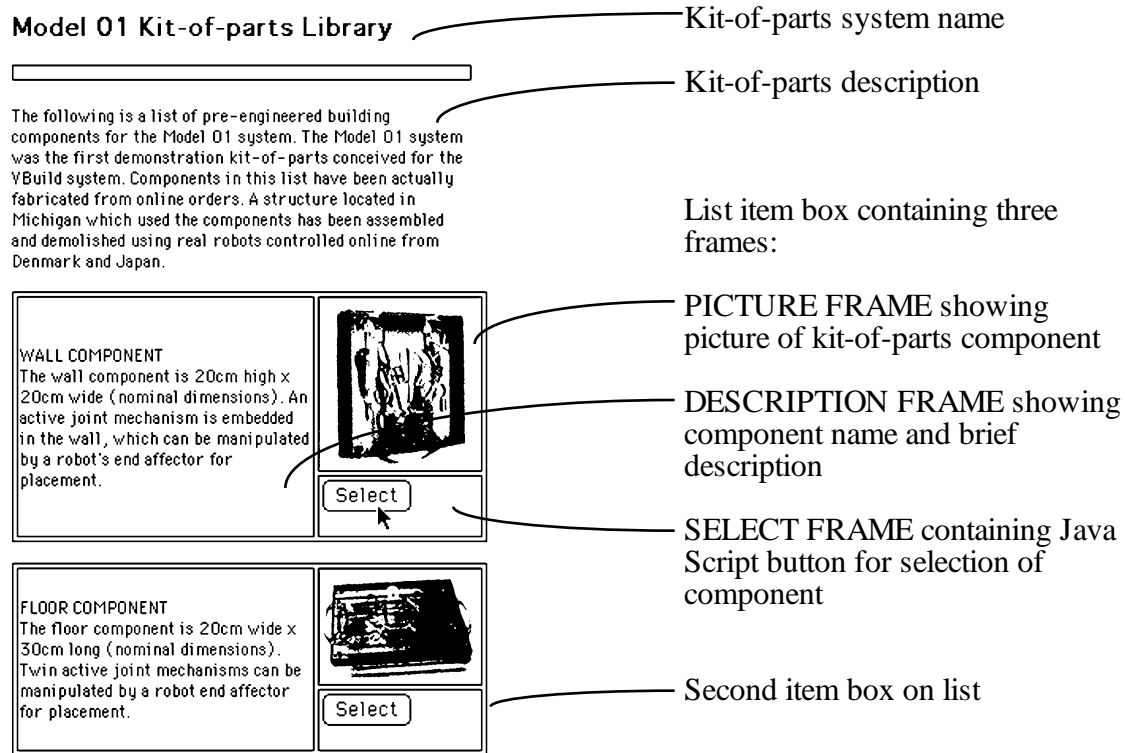 Model 01 Kit-of-parts Library
The following is a list of pre-engineered building
components for the Model 01 system. The Model 01 system
was the first demonstration kit-of-parts conceived for the
VBuild system. Components in this list have been actually
fabricated from online orders. A structure located in
Michigan which used the components has been assembled
and demolished using real robots controlled online from
Denmark and Japan.
WALL COMPONENT
The wall component is 20cm high x
20cm wide (nominal dimensions). An
active joint mechanism is embedded
in the wall, which can be manipulated
by a robot's end affector for
placement.
Select
FLOOR COMPONENT
The floor component is 20cm wide x
30cm long (nominal dimensions).
Twin active joint mechanisms can be
manipulated by a robot end affector
for placement.
Select
Kit-of-parts system name
Kit-of-parts description
List item box containing three
frames:
PICTURE FRAME showing
picture of kit-of-parts component
DESCRIPTION FRAME showing
component name and brief
description
SELECT FRAME containing Java
Script button for selection of
component
Second item box on list